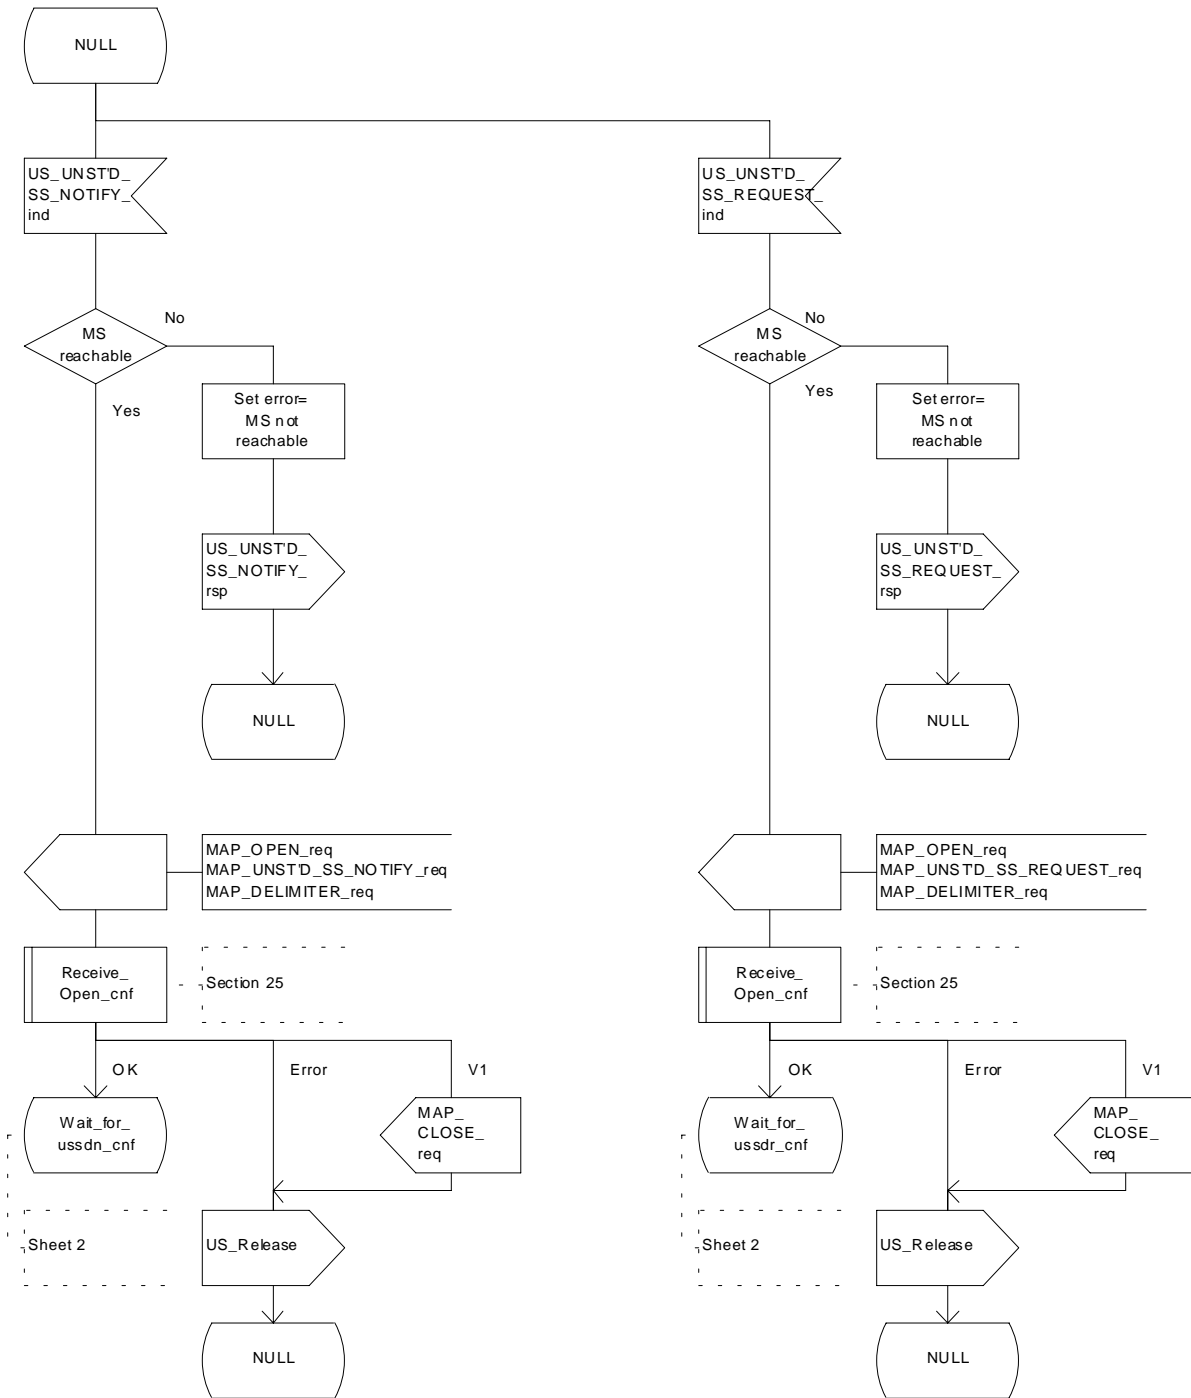 NULL
US_UNST'D_
SS_NOTIFY_
ind
US_UNST'D_
SS_REQUEST_
ind
MS
reachable
No
Yes
MS
reachable
No
Yes
Set error=
MS not
reachable
Set error=
MS not
reachable
US_UNST'D_
SS_NOTIFY_
rsp
US_UNST'D_
SS_REQUEST_
rsp
NULL
NULL
MAP_OPEN_req
MAP_UNST'D_SS_NOTIFY_req
MAP_DELIMITER_req
MAP_OPEN_req
MAP_UNST'D_SS_REQUEST_req
MAP_DELIMITER_req
Receive_
Open_cnf
Section 25
Receive_
Open_cnf
Section 25
OK
Error
V1
OK
Error
V1
Wait_for_
ussdn_cnf
MAP_
CLOSE_
req
Wait_for_
ussdr_cnf
MAP_
CLOSE_
req
Sheet 2
US_Release
Sheet 2
US_Release
NULL
NULL